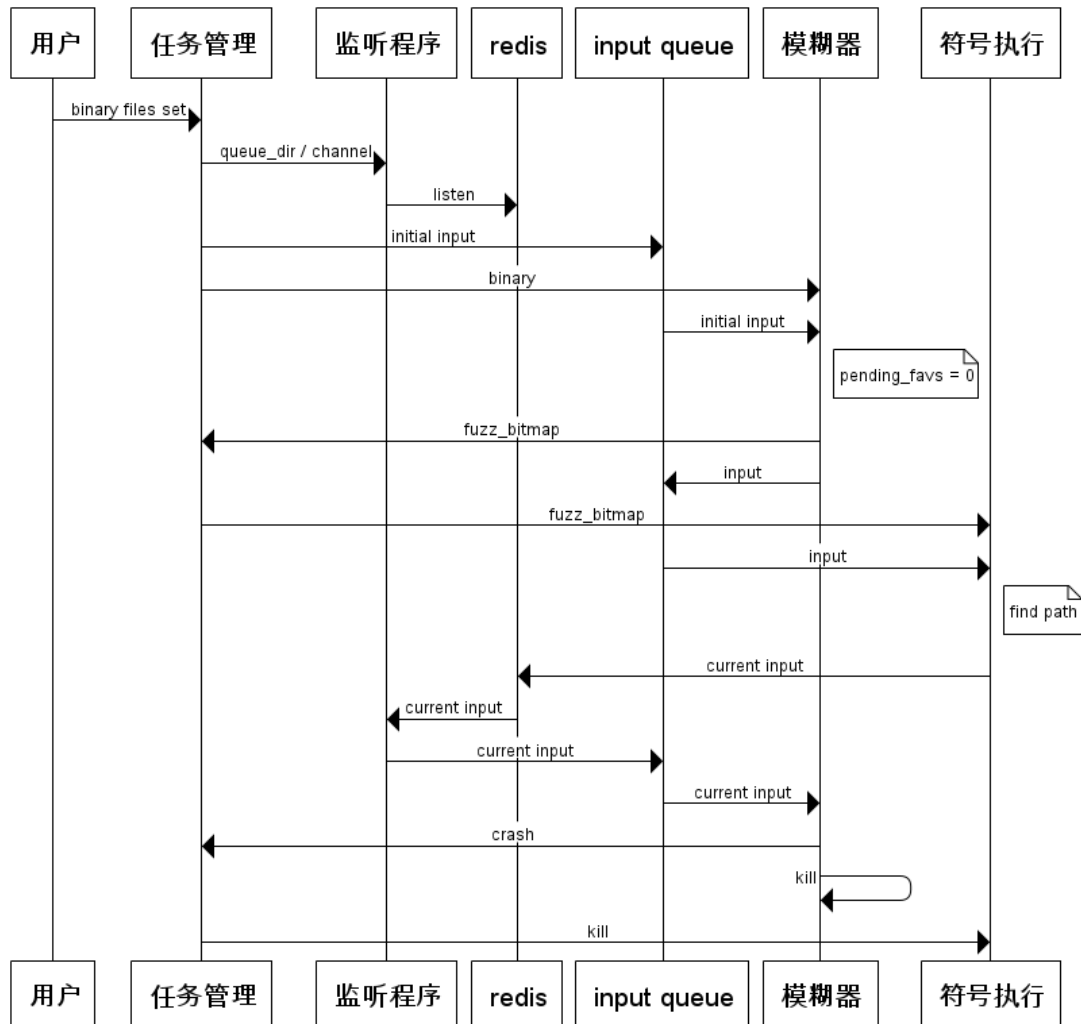 用户 任务管理 监听程序 redis input queue 模糊器 符号执行
binary files set
queue_dir / channel
listen
initial input
binary
initial input
pending_favs = 0
fuzz_bitmap
input
fuzz_bitmap
input
find path
current input
current input
current input
current input
crash
kill
kill
用户 任务管理 监听程序 redis input queue 模糊器 符号执行